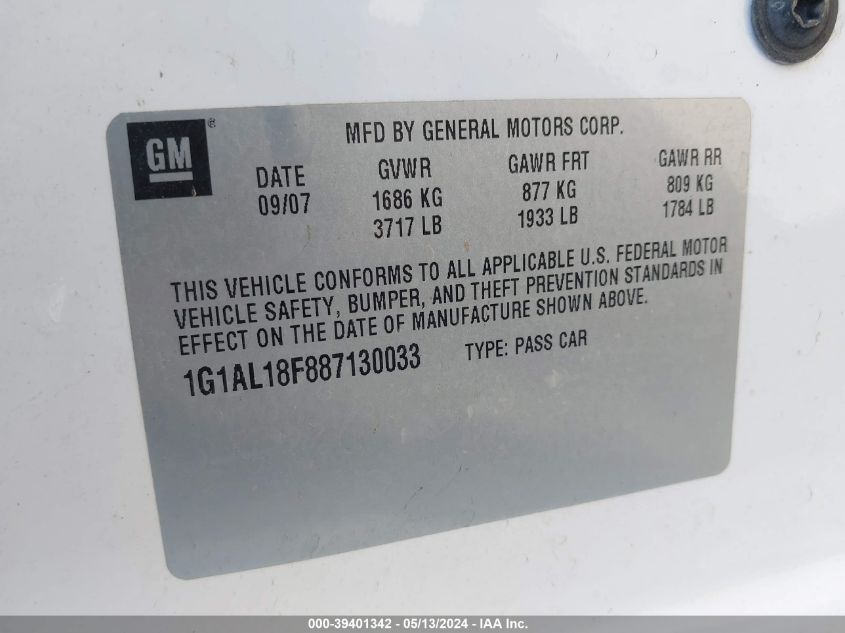 GM®
MFD BY GENERAL MOTORS CORP.
DATE GVWR GAWR FRT GAWR RR
09/07 1686 KG 877 KG 809 KG
3717 LB 1933 LB 1784 LB
THIS VEHICLE CONFORMS TO ALL APPLICABLE U.S. FEDERAL MOTOR
VEHICLE SAFETY, BUMPER, AND THEFT PREVENTION STANDARDS IN
EFFECT ON THE DATE OF MANUFACTURE SHOWN ABOVE.
1G1AL18F887130033 TYPE: PASS CAR
000-39401342 - 05/13/2024 - IAA Inc.